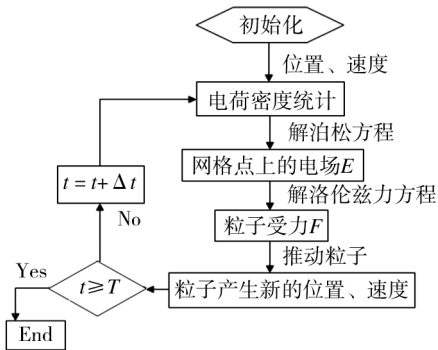 初始化
位置、速度
电荷密度统计
解泊松方程
网格点上的电场E
解洛伦兹力方程
粒子受力F
推动粒子
粒子产生新的位置、速度
t≥T
No
t=t+Δt
Yes
End